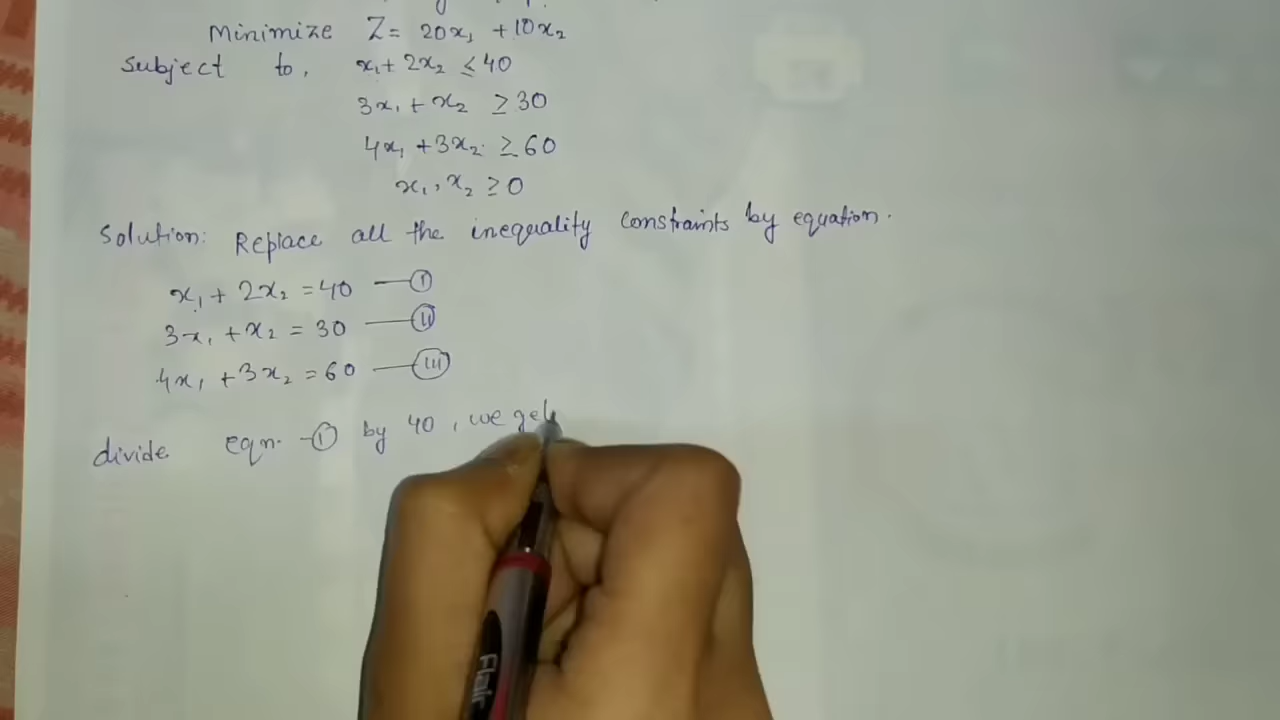 Minimize Z = 20x₁ + 10x₂
Subject to, x₁ + 2x₂ ≤ 40
3x₁ + x₂ ≥ 30
4x₁ + 3x₂ ≥ 60
x₁, x₂ ≥ 0
Solution: Replace all the inequality constraints by equation.
x₁ + 2x₂ = 40 — I
3x₁ + x₂ = 30 — II
4x₁ + 3x₂ = 60 — III
divide eqn. - I by 40, we get
Flair